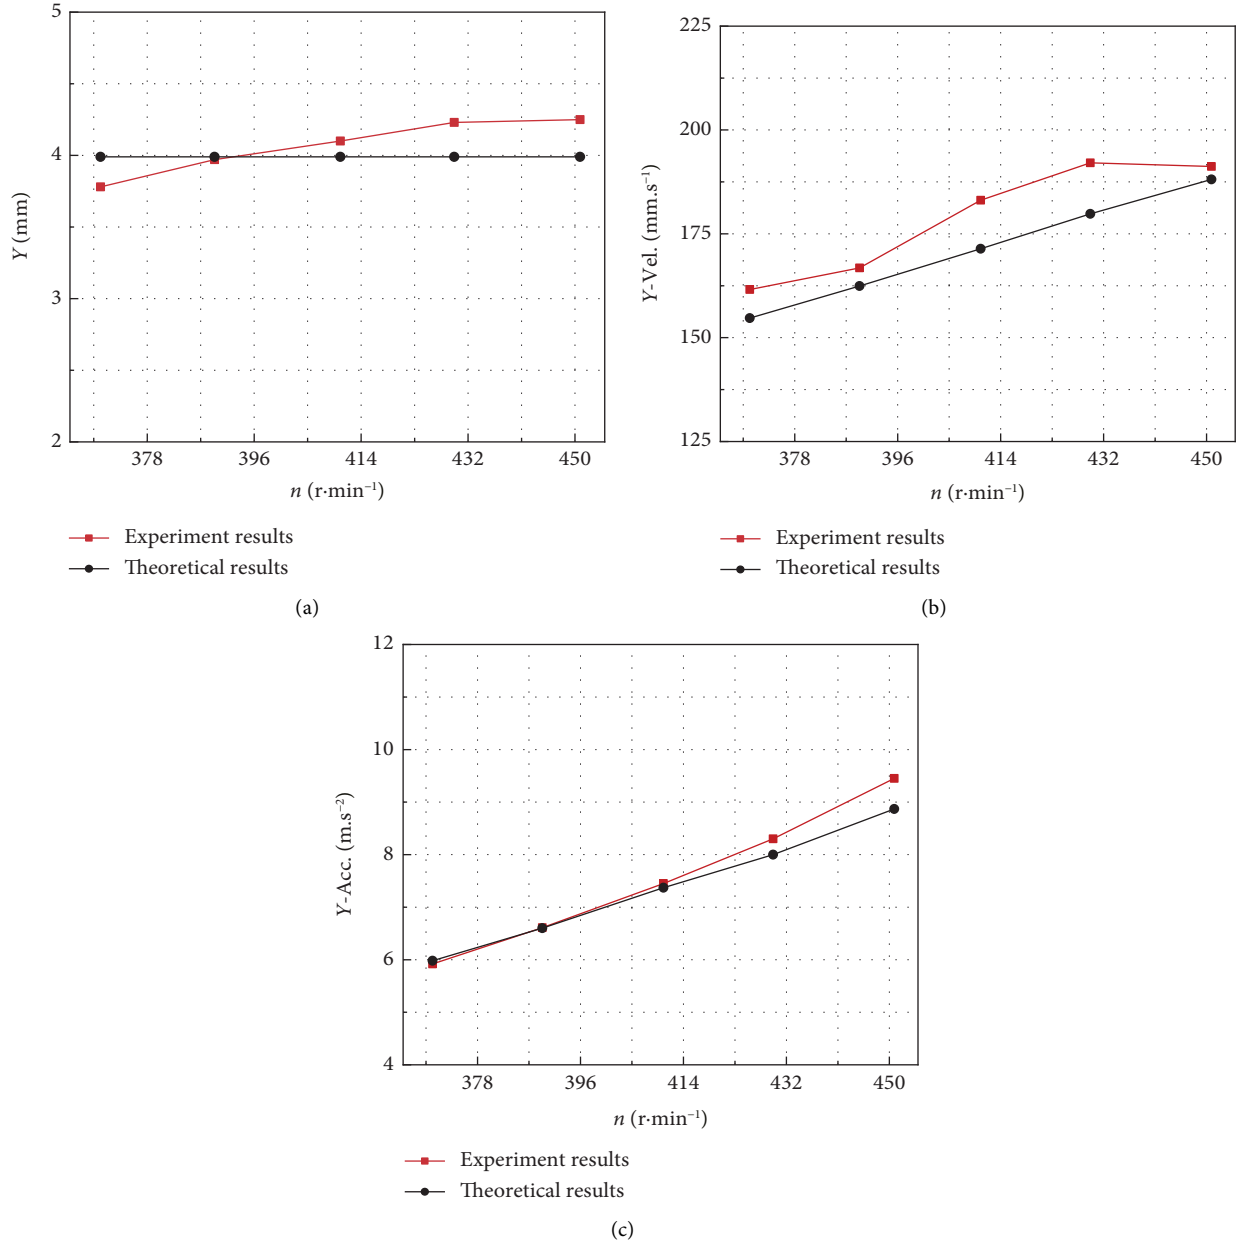 5
4
3
2
Y (mm)
378 396 414 432 450
n (r·min⁻¹)
Experiment results
Theoretical results
(a)
225
200
175
150
125
Y-Vel. (mm.s⁻¹)
378 396 414 432 450
n (r·min⁻¹)
Experiment results
Theoretical results
(b)
12
10
8
6
4
Y-Acc. (m.s⁻²)
378 396 414 432 450
n (r·min⁻¹)
Experiment results
Theoretical results
(c)